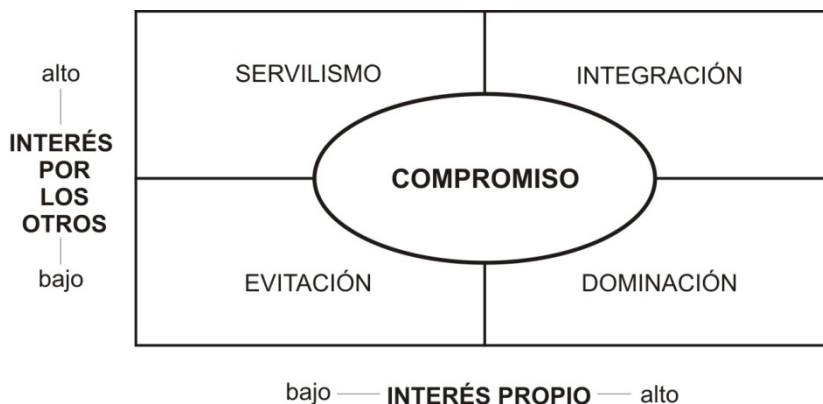 SERVILISMO
INTEGRACIÓN
alto
INTERÉS
POR
LOS
OTROS
bajo
COMPROMISO
EVITACIÓN
DOMINACIÓN
bajo INTERÉS PROPIO alto